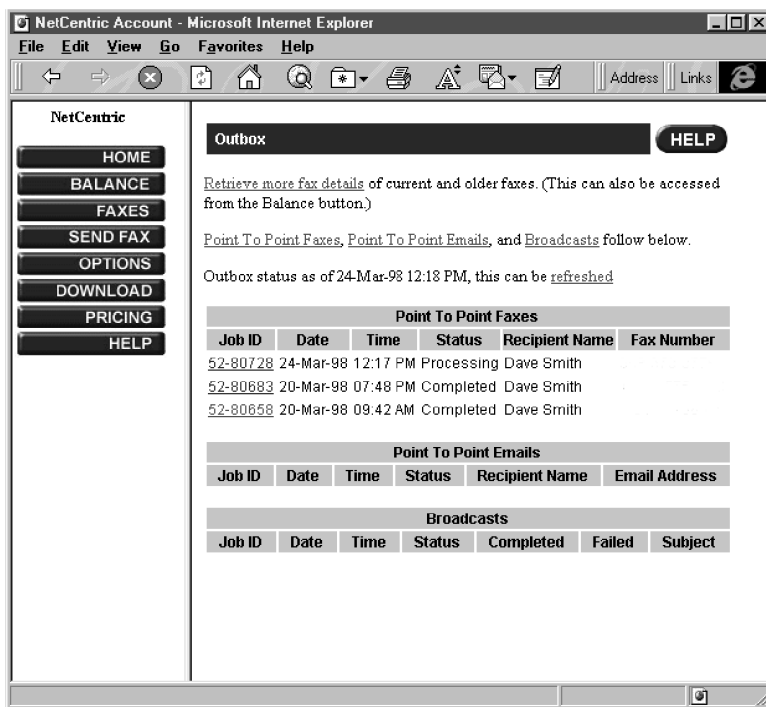 NetCentric Account - Microsoft Internet Explorer
File Edit View Go Favorites Help
Address Links
NetCentric
HOME
BALANCE
FAXES
SEND FAX
OPTIONS
DOWNLOAD
PRICING
HELP
Outbox
HELP
Retrieve more fax details of current and older faxes. (This can also be accessed
from the Balance button.)
Point To Point Faxes, Point To Point Emails, and Broadcasts follow below.
Outbox status as of 24-Mar-98 12:18 PM, this can be refreshed
Point To Point Faxes
Job ID Date Time Status Recipient Name Fax Number
52-80728 24-Mar-98 12:17 PM Processing Dave Smith
52-80683 20-Mar-98 07:48 PM Completed Dave Smith
52-80658 20-Mar-98 09:42 AM Completed Dave Smith
Point To Point Emails
Job ID Date Time Status Recipient Name Email Address
Broadcasts
Job ID Date Time Status Completed Failed Subject